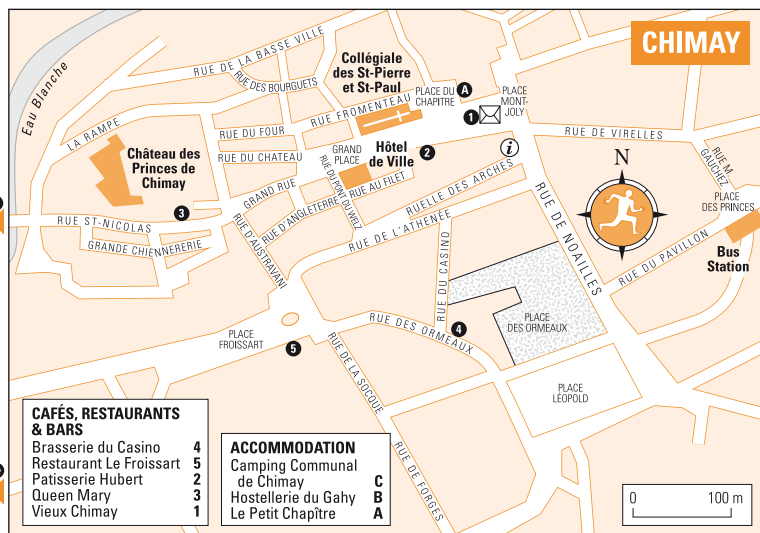 CHIMAY
Eau Blanche
RUE DE LA BASSE VILLE
RUE DES BOURGUETS
Collégiale
des St-Pierre
et St-Paul
PLACE DU
CHAPITRE
A
PLACE
MONT-
JOLY
1
RUE FROMENTEAU
LA RAMPE
RUE DU FOUR
RUE DE VIRELLES
Château des
Princes de
Chimay
RUE DU CHATEAU
GRAND
PLACE
Hôtel
de Ville
2
i
N
RUE M.
GAUCHEZ
GRAND RUE
RUE DU PONT DU WELZ
RUE AU FILET
RUELLE DES ARCHES
PLACE
DES PRINCES
3
RUE ST-NICOLAS
RUE D'ANGLETERRE
RUE DE L'ATHENÉE
RUE DE NOAILLES
GRANDE CHIENNERERIE
RUE D'AUSTRAVANI
RUE DU CASINO
RUE DU PAVILLON
Bus
Station
PLACE
FROISSART
5
RUE DES ORMEAUX
4
PLACE
DES ORMEAUX
RUE DE LA SOCQUE
PLACE
LÉOPOLD
RUE DE FORGES
CAFÉS, RESTAURANTS
& BARS
Brasserie du Casino 4
Restaurant Le Froissart 5
Patisserie Hubert 2
Queen Mary 3
Vieux Chimay 1
ACCOMMODATION
Camping Communal
de Chimay C
Hostellerie du Gahy B
Le Petit Chapître A
0 100 m